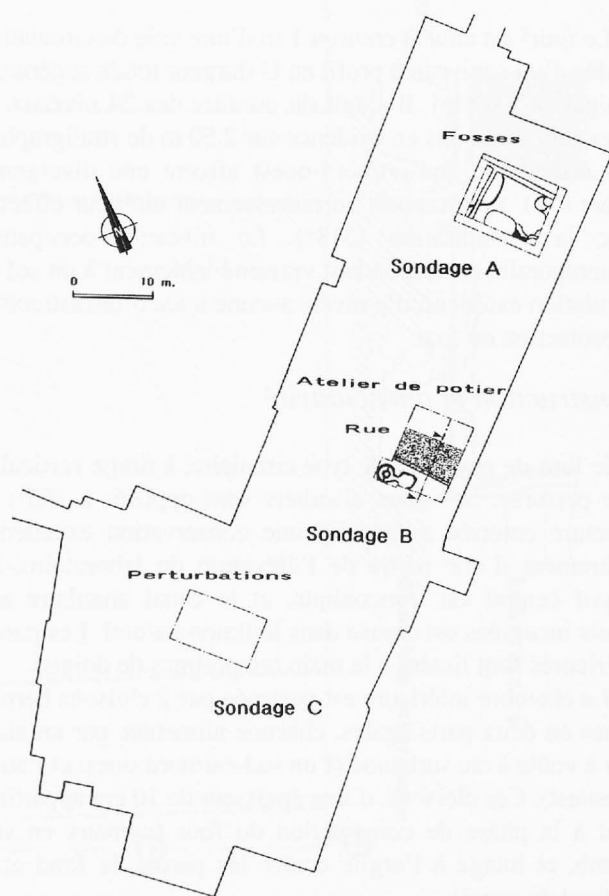 Fosses
Sondage A
0 10 m.
Atelier de potier
Rue
Sondage B
Perturbations
Sondage C